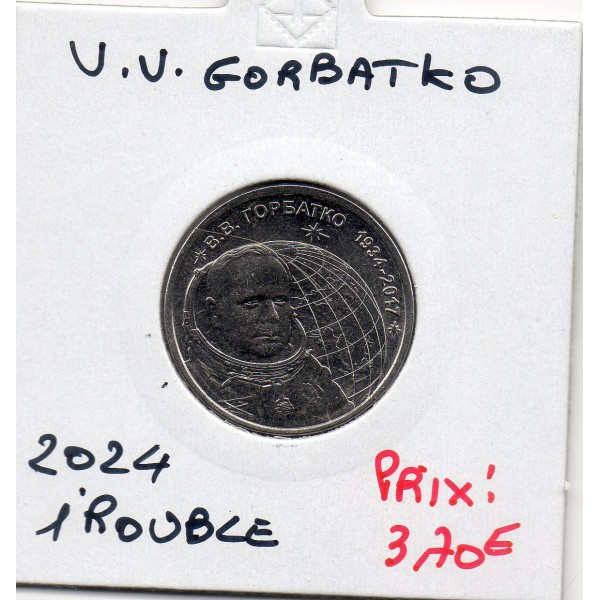 V.V. GORBATKO
В.В. ГОРБАТКО 1934-2017
2024
1 ROUBLE
PRIX:
3,70€